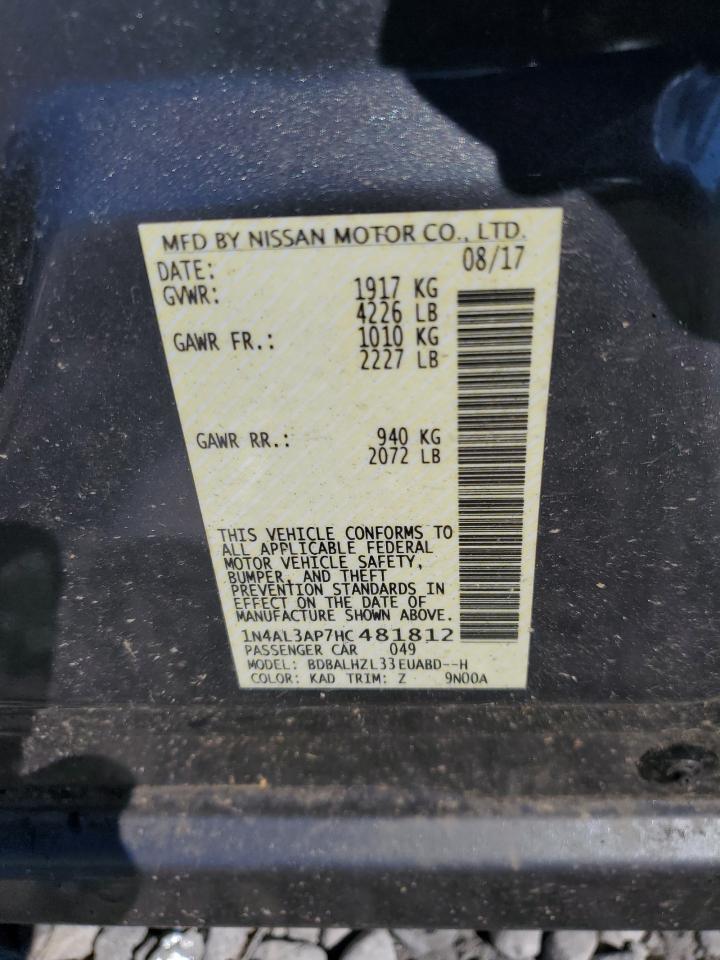 MFD BY NISSAN MOTOR CO., LTD.
DATE: 08/17
GVWR: 1917 KG
4226 LB
GAWR FR.: 1010 KG
2227 LB
GAWR RR.: 940 KG
2072 LB
THIS VEHICLE CONFORMS TO
ALL APPLICABLE FEDERAL
MOTOR VEHICLE SAFETY,
BUMPER, AND THEFT
PREVENTION STANDARDS IN
EFFECT ON THE DATE OF
MANUFACTURE SHOWN ABOVE.
1N4AL3AP7HC481812
PASSENGER CAR 049
MODEL: BDBALHZL33EUABD--H
COLOR: KAD TRIM: Z 9N00A